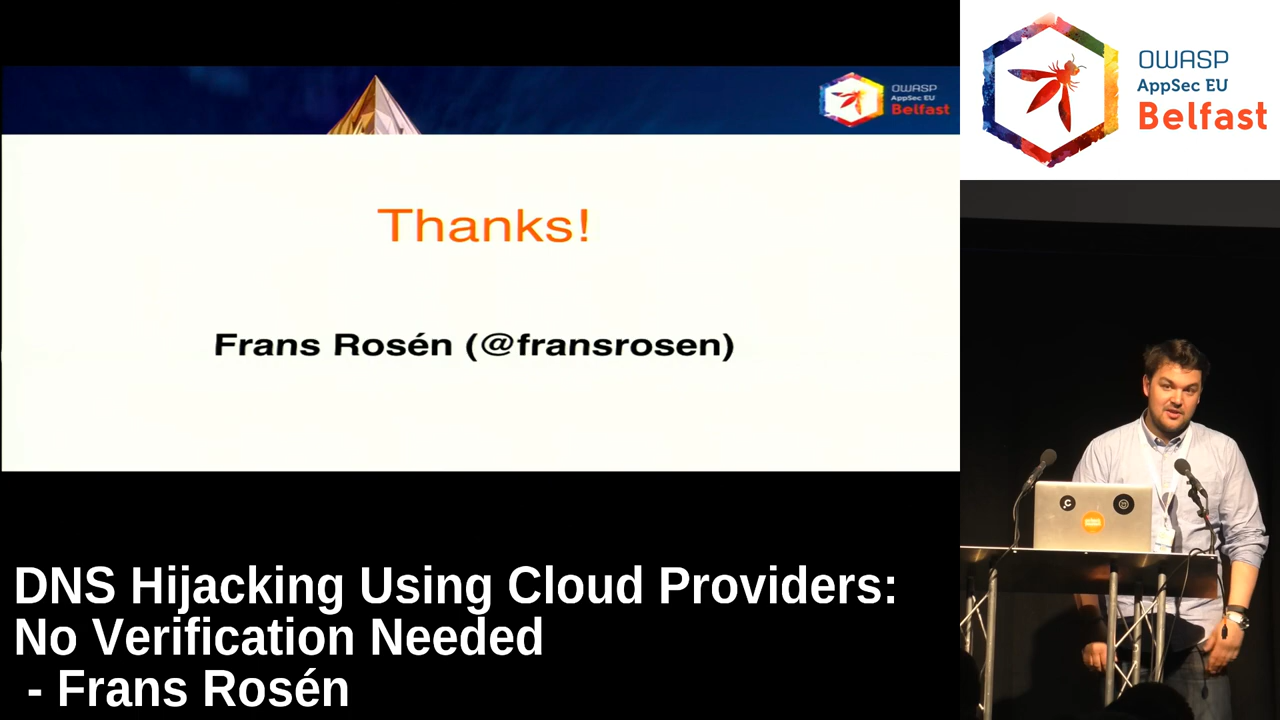 OWASP
AppSec EU
Belfast
Thanks!
Frans Rosén (@fransrosen)
OWASP
AppSec EU
Belfast
DNS Hijacking Using Cloud Providers:
No Verification Needed
- Frans Rosén